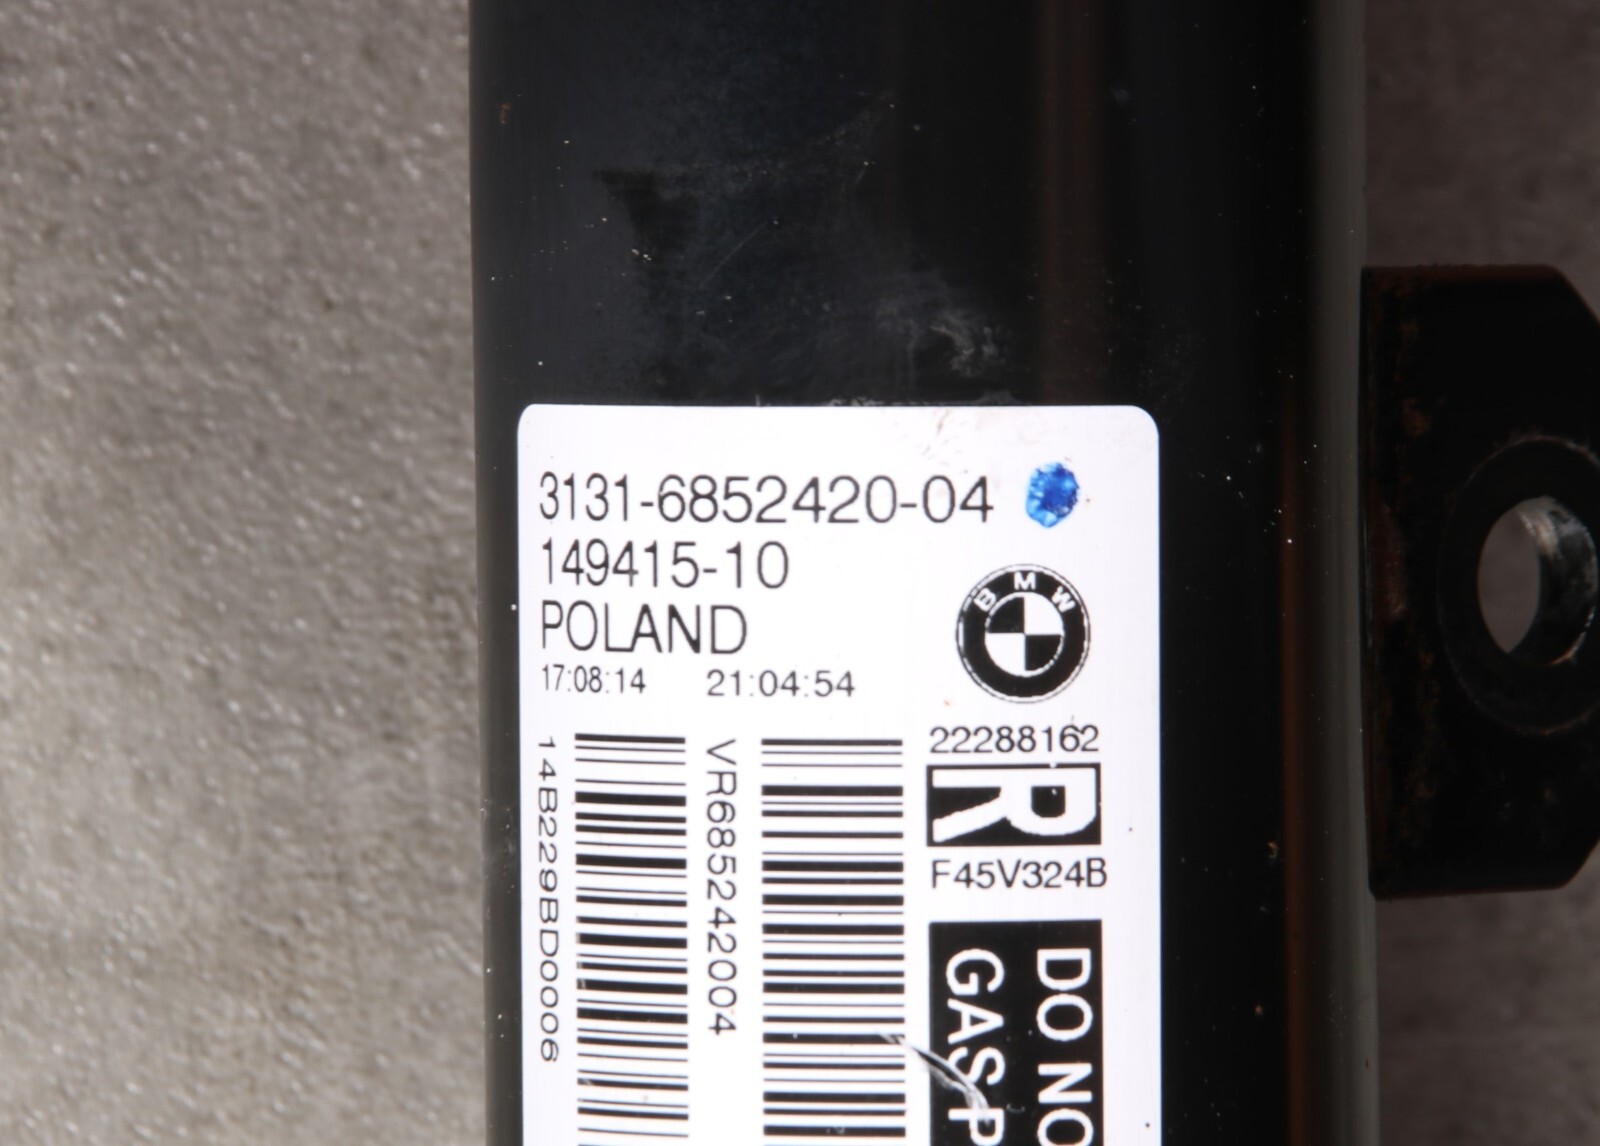 3131-6852420-04
149415-10
POLAND
17:08:14 21:04:54
BMW
22288162
R
F45V324B
14B229BD0006
VR685242004
DO NO
GAS P